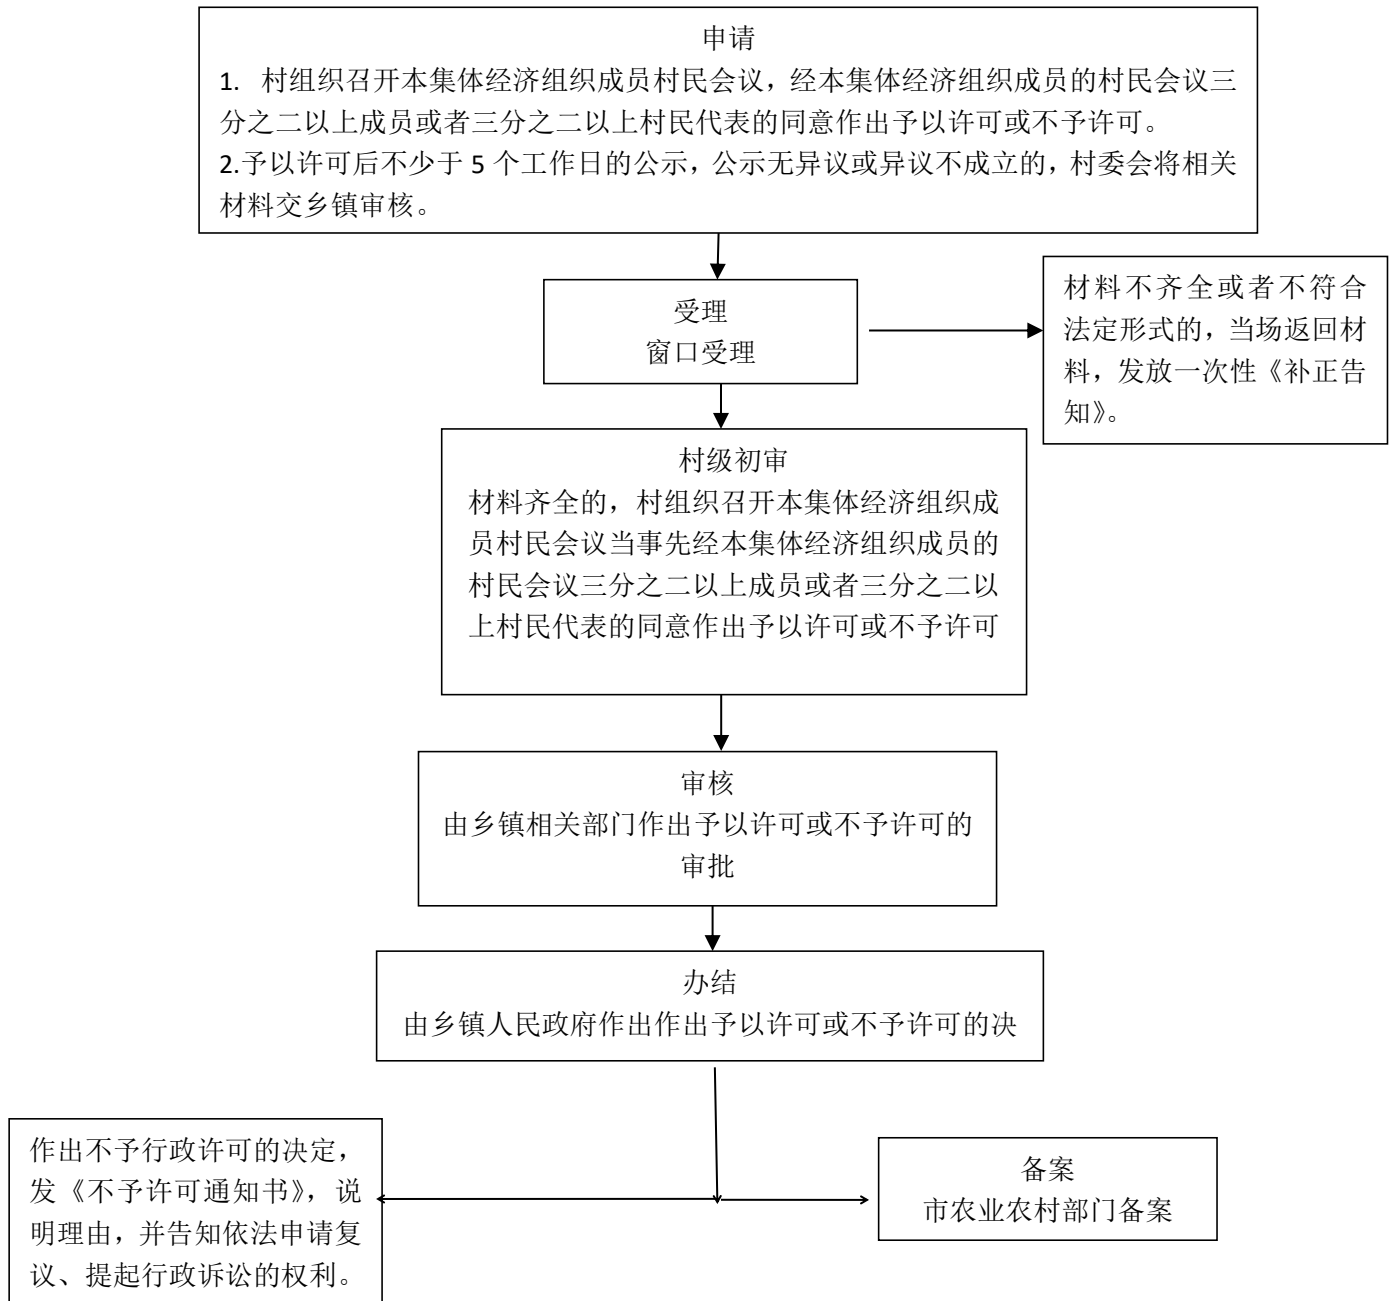 申请
1. 村组织召开本集体经济组织成员村民会议，经本集体经济组织成员的村民会议三
分之二以上成员或者三分之二以上村民代表的同意作出予以许可或不予许可。
2.予以许可后不少于 5 个工作日的公示，公示无异议或异议不成立的，村委会将相关
材料交乡镇审核。
受理
窗口受理
材料不齐全或者不符合
法定形式的，当场返回材
料，发放一次性《补正告
知》。
村级初审
材料齐全的，村组织召开本集体经济组织成
员村民会议当事先经本集体经济组织成员的
村民会议三分之二以上成员或者三分之二以
上村民代表的同意作出予以许可或不予许可
审核
由乡镇相关部门作出予以许可或不予许可的
审批
办结
由乡镇人民政府作出作出予以许可或不予许可的决
作出不予行政许可的决定，
发《不予许可通知书》，说
明理由，并告知依法申请复
议、提起行政诉讼的权利。
备案
市农业农村部门备案